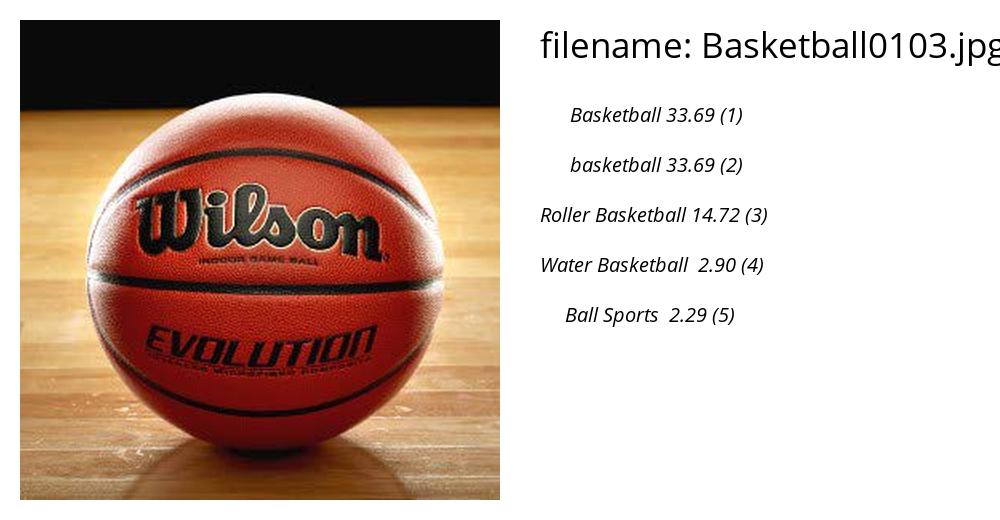 filename: Basketball0103.jpg
Basketball 33.69 (1)
basketball 33.69 (2)
Roller Basketball 14.72 (3)
Water Basketball 2.90 (4)
Ball Sports 2.29 (5)
Wilson
INDOOR GAME BALL
EVOLUTION